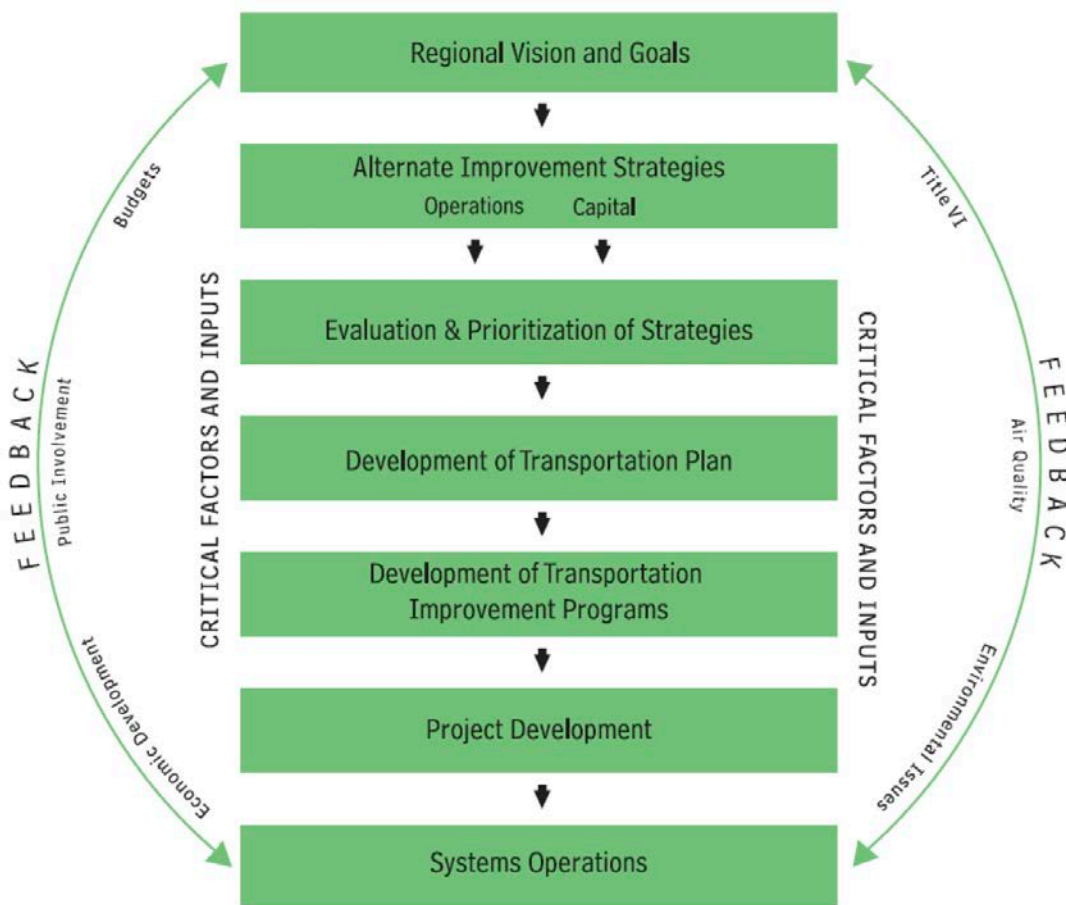 Regional Vision and Goals
Alternate Improvement Strategies
Operations Capital
Evaluation & Prioritization of Strategies
Development of Transportation Plan
Development of Transportation
Improvement Programs
Project Development
Systems Operations
FEEDBACK
Budgets
Public Involvement
Economic Development
CRITICAL FACTORS AND INPUTS
CRITICAL FACTORS AND INPUTS
Title VI
Air Quality
Environmental Issues
FEEDBACK